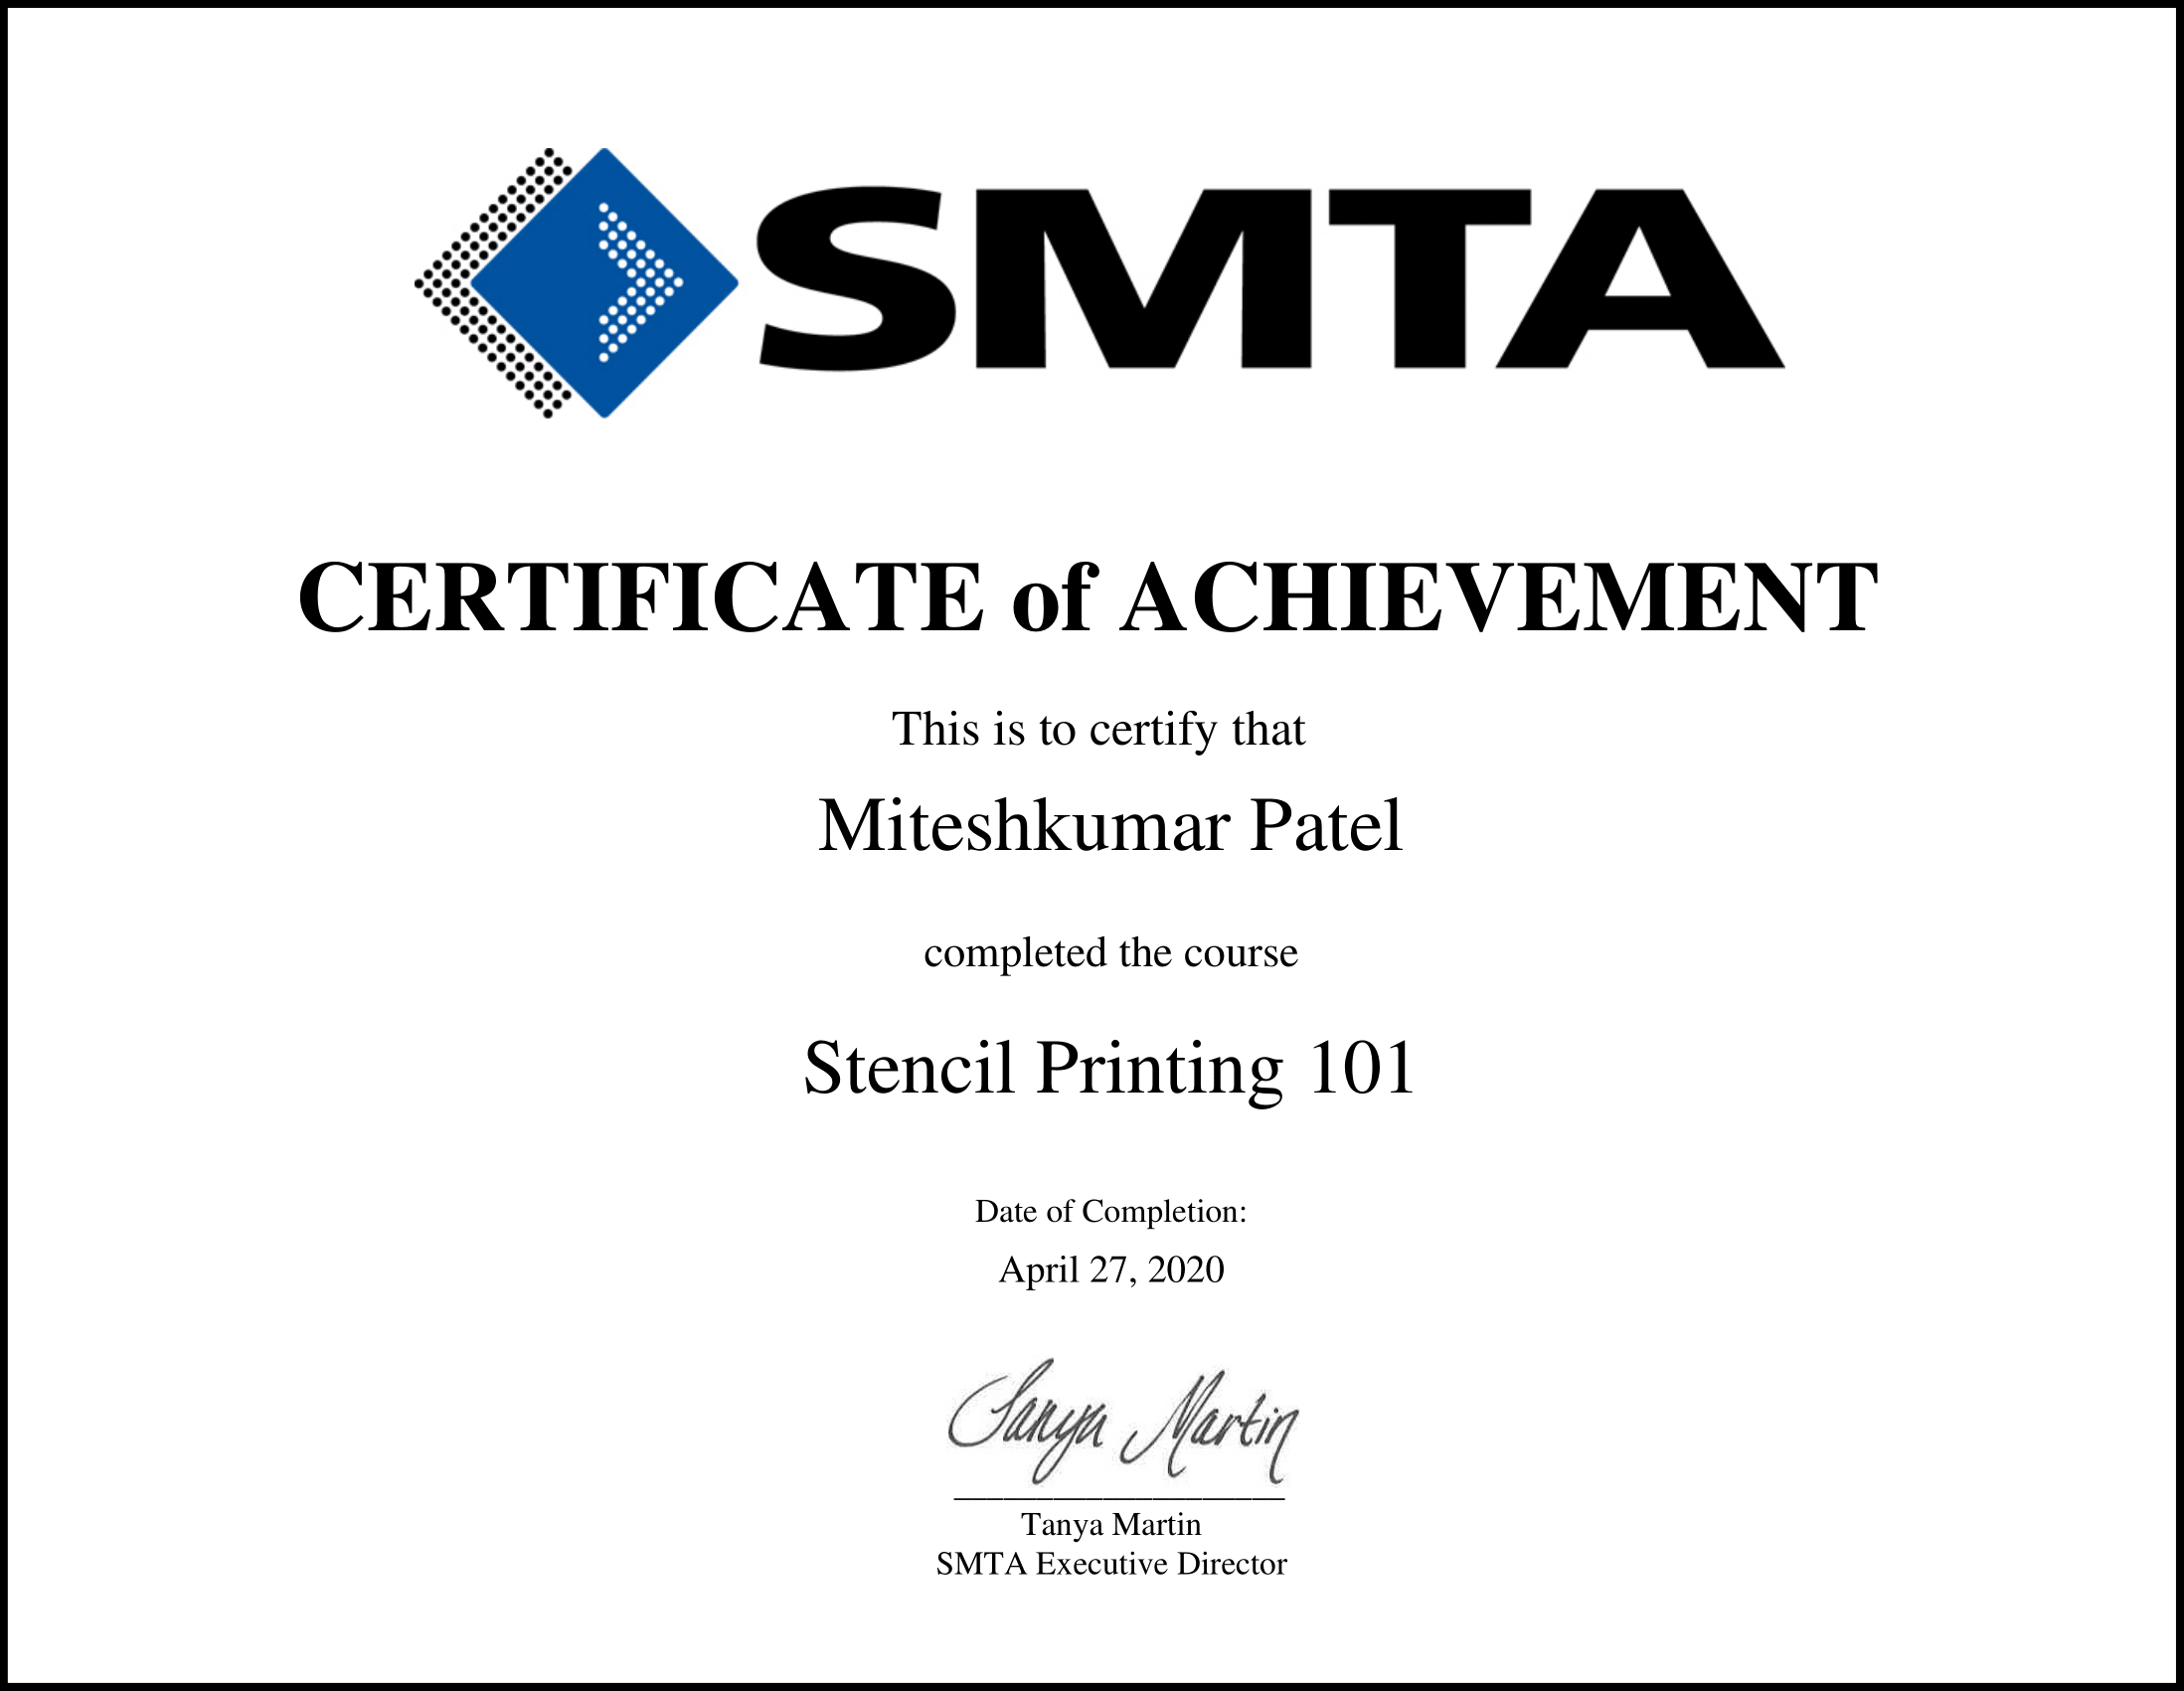 SMTA
CERTIFICATE of ACHIEVEMENT
This is to certify that
Miteshkumar Patel
completed the course
Stencil Printing 101
Date of Completion:
April 27, 2020
Tanya Martin
Tanya Martin
SMTA Executive Director